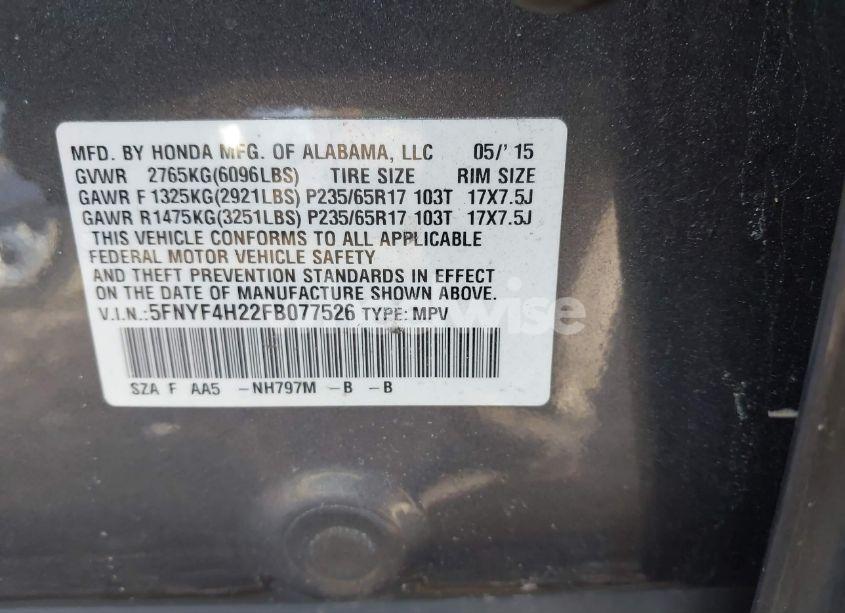 MFD. BY HONDA MFG. OF ALABAMA, LLC 05/' 15
GVWR 2765KG(6096LBS) TIRE SIZE RIM SIZE
GAWR F 1325KG(2921LBS) P235/65R17 103T 17X7.5J
GAWR R1475KG(3251LBS) P235/65R17 103T 17X7.5J
THIS VEHICLE CONFORMS TO ALL APPLICABLE
FEDERAL MOTOR VEHICLE SAFETY
AND THEFT PREVENTION STANDARDS IN EFFECT
ON THE DATE OF MANUFACTURE SHOWN ABOVE.
V.I.N.:5FNYF4H22FB077526 TYPE: MPV
SZA F AA5 -NH797M -B -B